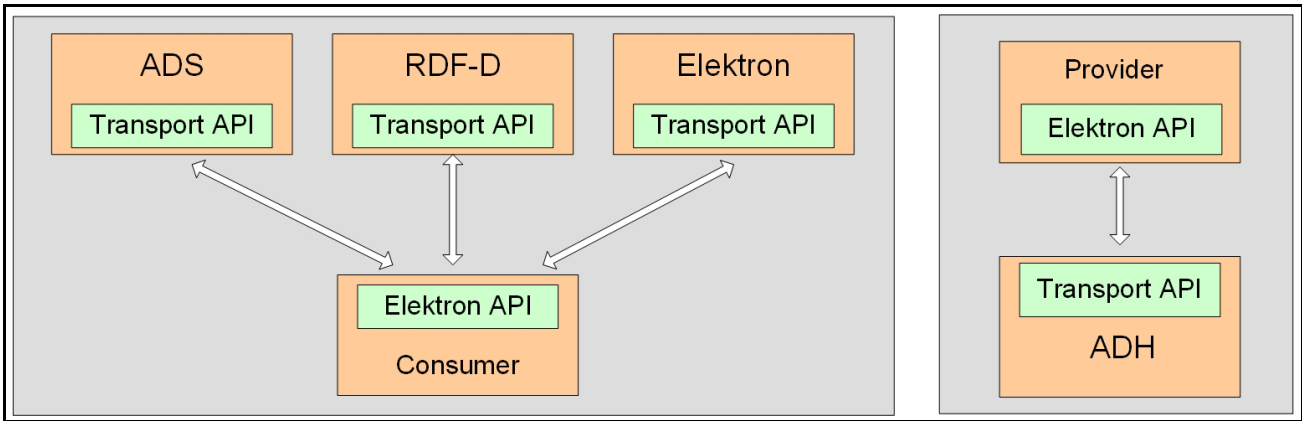 ADS
Transport API
RDF-D
Transport API
Elektron
Transport API
Elektron API
Consumer
Provider
Elektron API
Transport API
ADH